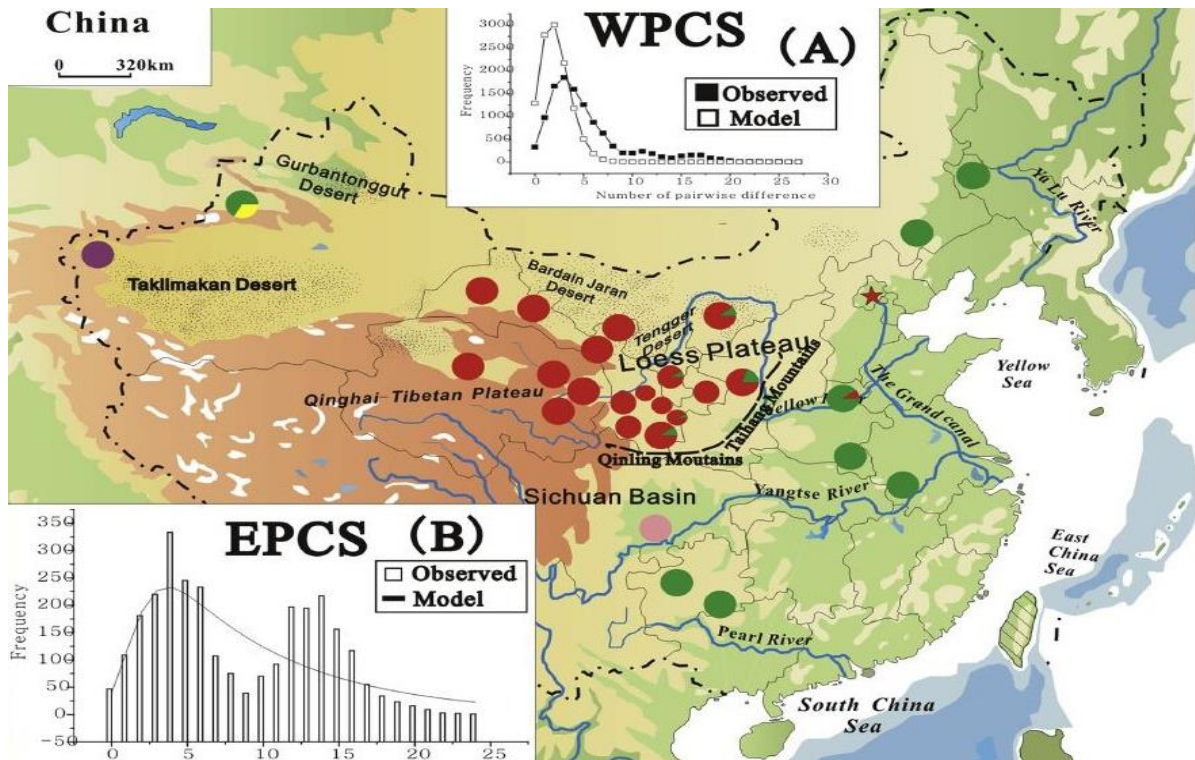 China
0 320km
WPCS (A)
Observed
Model
Frequency
3000
2500
2000
1500
1000
500
0
0 5 10 15 20 25 30
Number of pairwise difference
Gurbantonggut
Desert
Taklimakan Desert
Bardain Jaran
Desert
Tengger
Desert
Loess Plateau
Ya Lu River
Qinghai Tibetan Plateau
Yellow
Taihang Mountains
The Grand canal
Yellow
Sea
Qinling Moutains
Sichuan Basin
Yangtse River
East
China
Sea
Pearl River
South China
Sea
EPCS (B)
Observed
Model
Frequency
350
300
250
200
150
100
50
0
-50
0 5 10 15 20 25